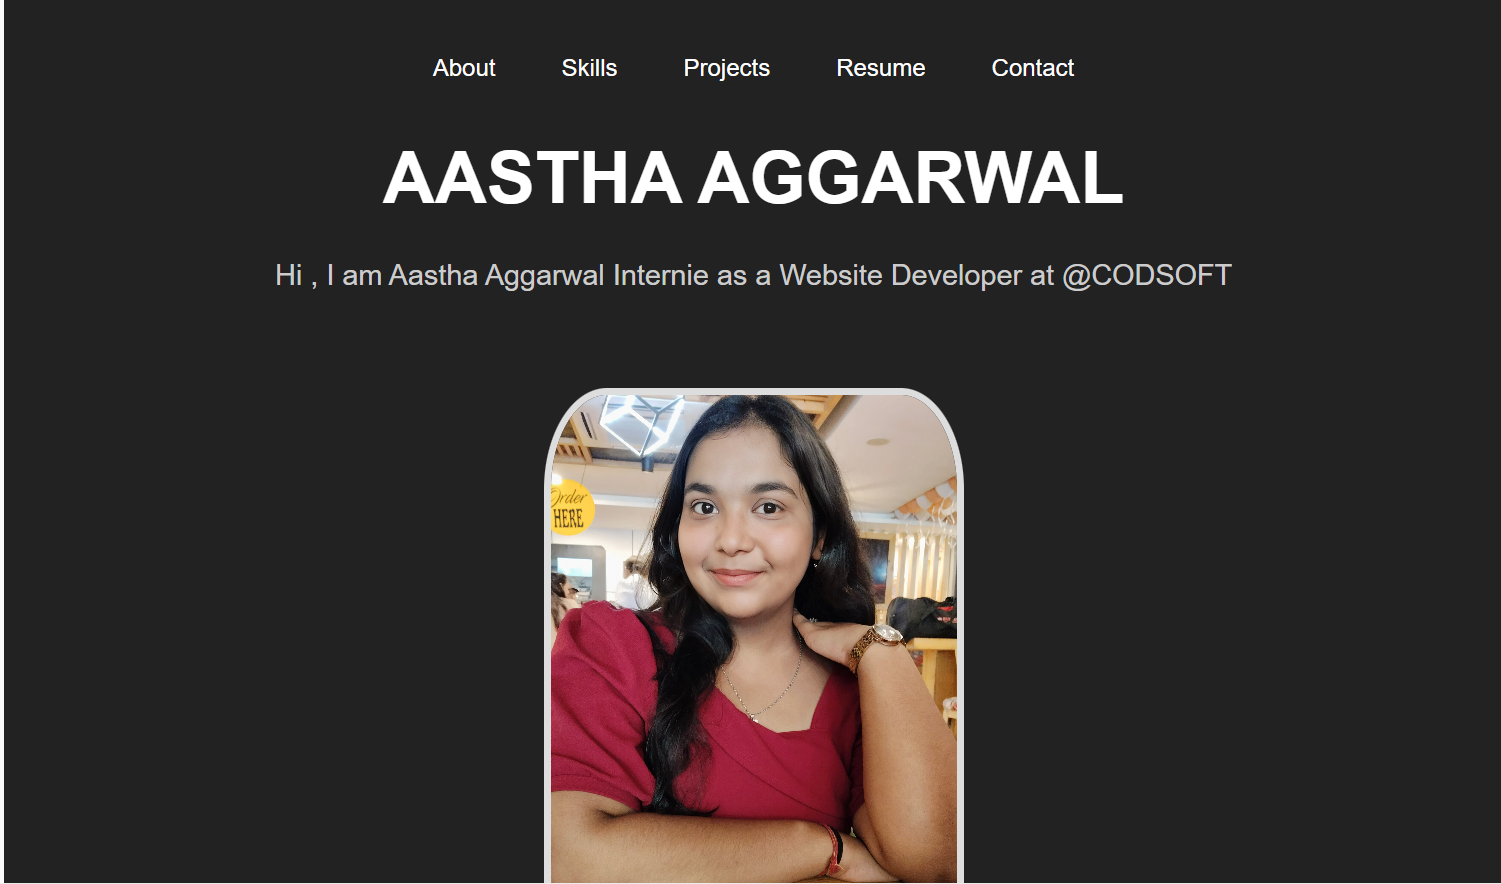 About Skills Projects Resume Contact
AASTHA AGGARWAL
Hi , I am Aastha Aggarwal Internie as a Website Developer at @CODSOFT
Order
HERE